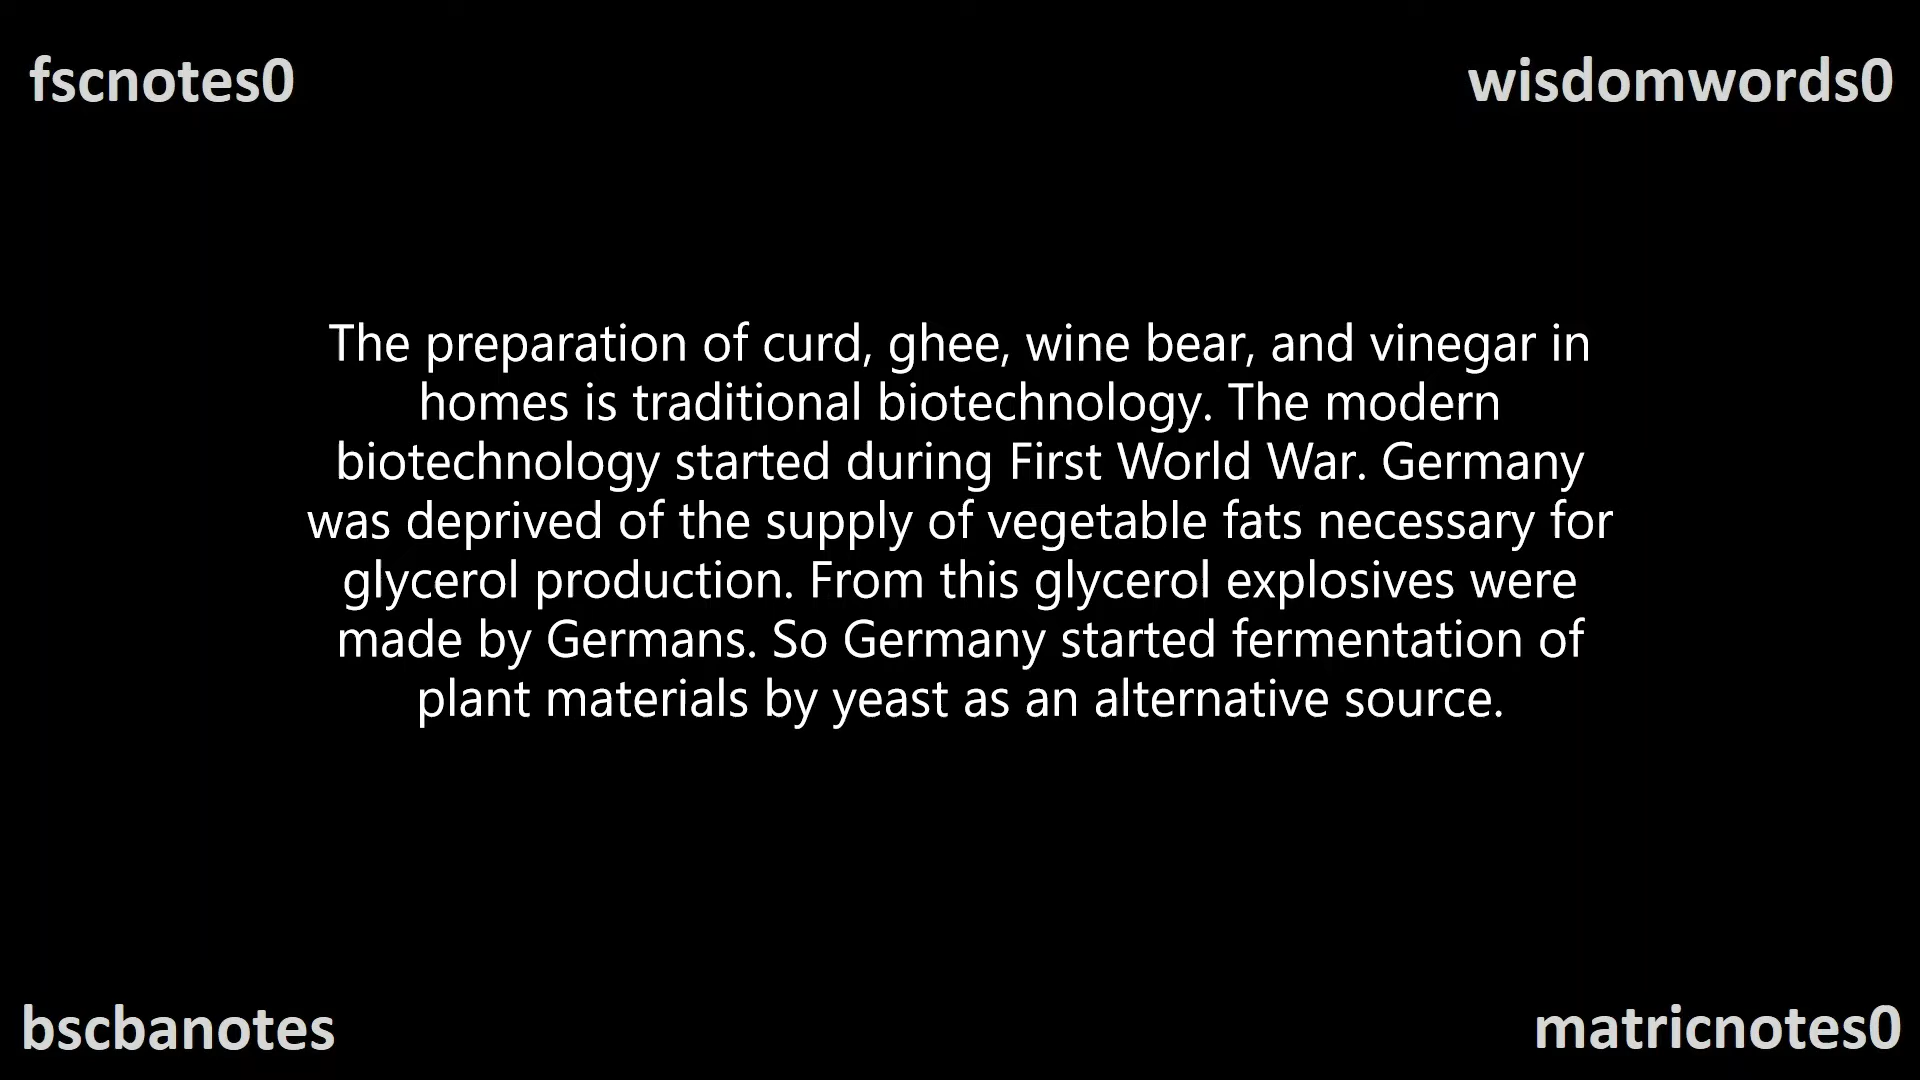 fscnotes0
wisdomwords0
The preparation of curd, ghee, wine bear, and vinegar in
homes is traditional biotechnology. The modern
biotechnology started during First World War. Germany
was deprived of the supply of vegetable fats necessary for
glycerol production. From this glycerol explosives were
made by Germans. So Germany started fermentation of
plant materials by yeast as an alternative source.
bscbanotes
matricnotes0